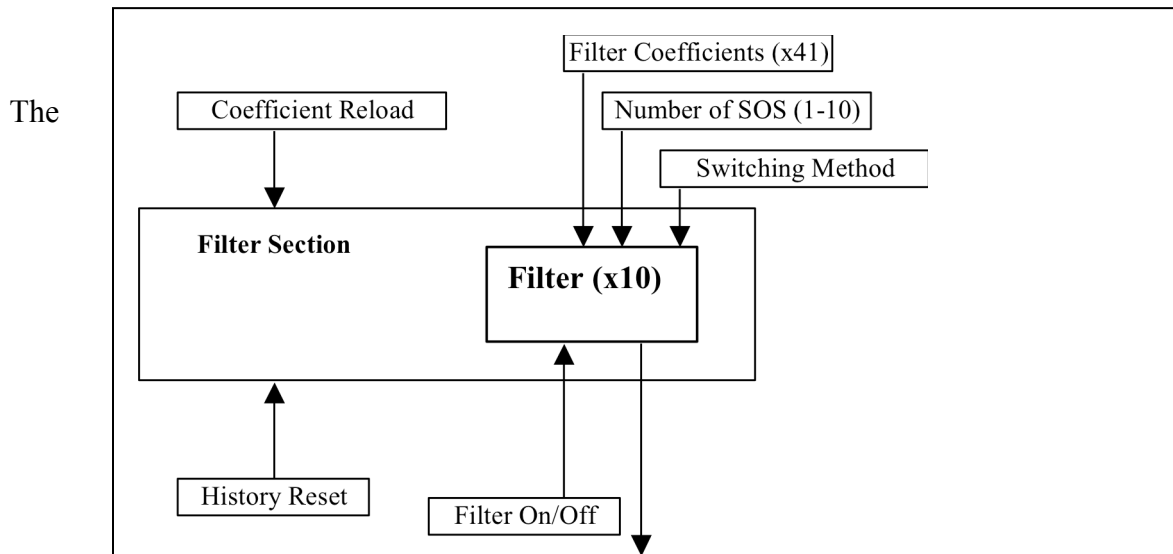 The
Filter Coefficients (x41)
Coefficient Reload
Number of SOS (1-10)
Switching Method
Filter Section
Filter (x10)
History Reset
Filter On/Off